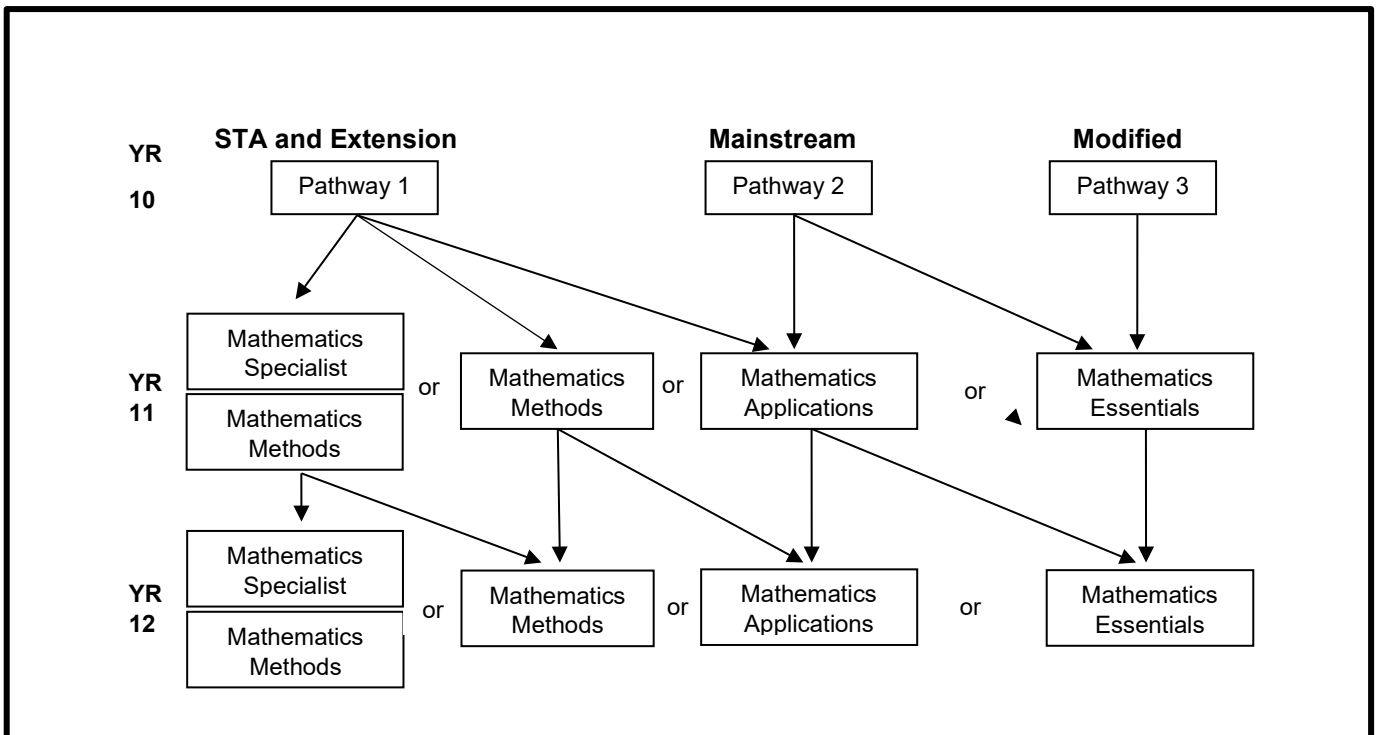 STA and Extension
Mainstream
Modified
YR
10
Pathway 1
Pathway 2
Pathway 3
YR
11
Mathematics
Specialist
Mathematics
Methods
or
Mathematics
Methods
or
Mathematics
Applications
or
Mathematics
Essentials
YR
12
Mathematics
Specialist
Mathematics
Methods
or
Mathematics
Methods
or
Mathematics
Applications
or
Mathematics
Essentials